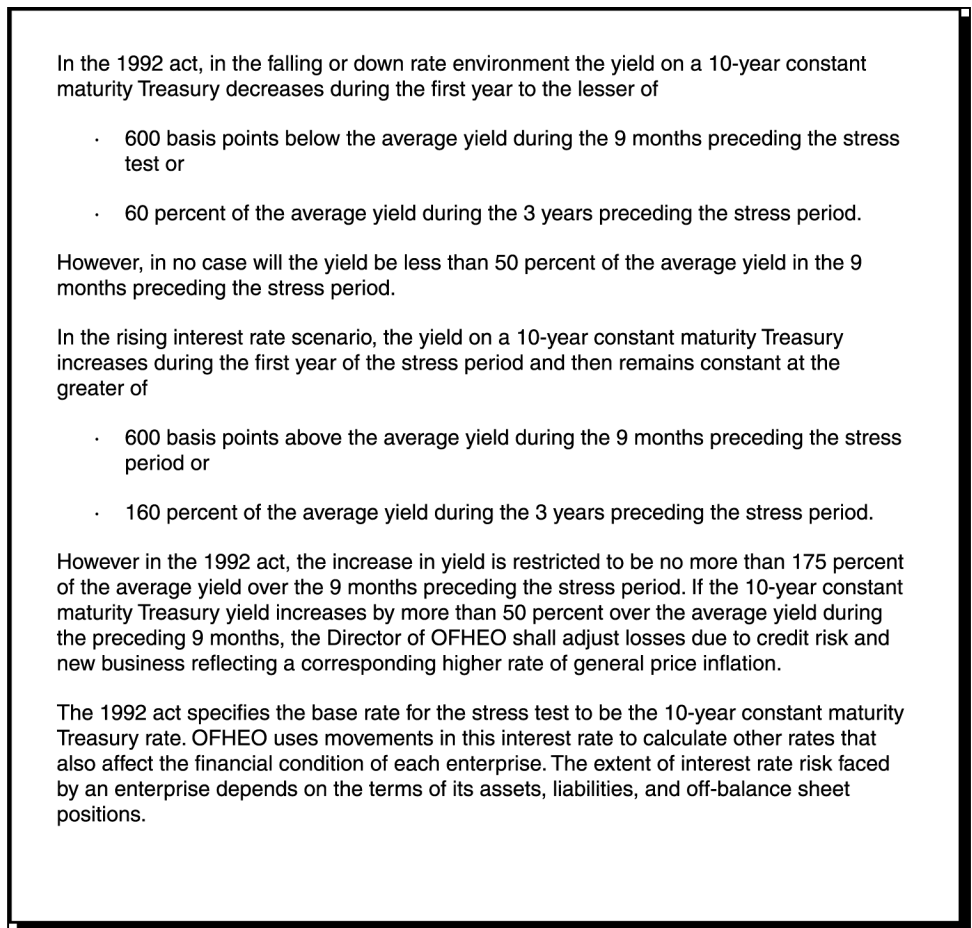 In the 1992 act, in the falling or down rate environment the yield on a 10-year constant
maturity Treasury decreases during the first year to the lesser of
· 600 basis points below the average yield during the 9 months preceding the stress
test or
· 60 percent of the average yield during the 3 years preceding the stress period.
However, in no case will the yield be less than 50 percent of the average yield in the 9
months preceding the stress period.
In the rising interest rate scenario, the yield on a 10-year constant maturity Treasury
increases during the first year of the stress period and then remains constant at the
greater of
· 600 basis points above the average yield during the 9 months preceding the stress
period or
· 160 percent of the average yield during the 3 years preceding the stress period.
However in the 1992 act, the increase in yield is restricted to be no more than 175 percent
of the average yield over the 9 months preceding the stress period. If the 10-year constant
maturity Treasury yield increases by more than 50 percent over the average yield during
the preceding 9 months, the Director of OFHEO shall adjust losses due to credit risk and
new business reflecting a corresponding higher rate of general price inflation.
The 1992 act specifies the base rate for the stress test to be the 10-year constant maturity
Treasury rate. OFHEO uses movements in this interest rate to calculate other rates that
also affect the financial condition of each enterprise. The extent of interest rate risk faced
by an enterprise depends on the terms of its assets, liabilities, and off-balance sheet
positions.